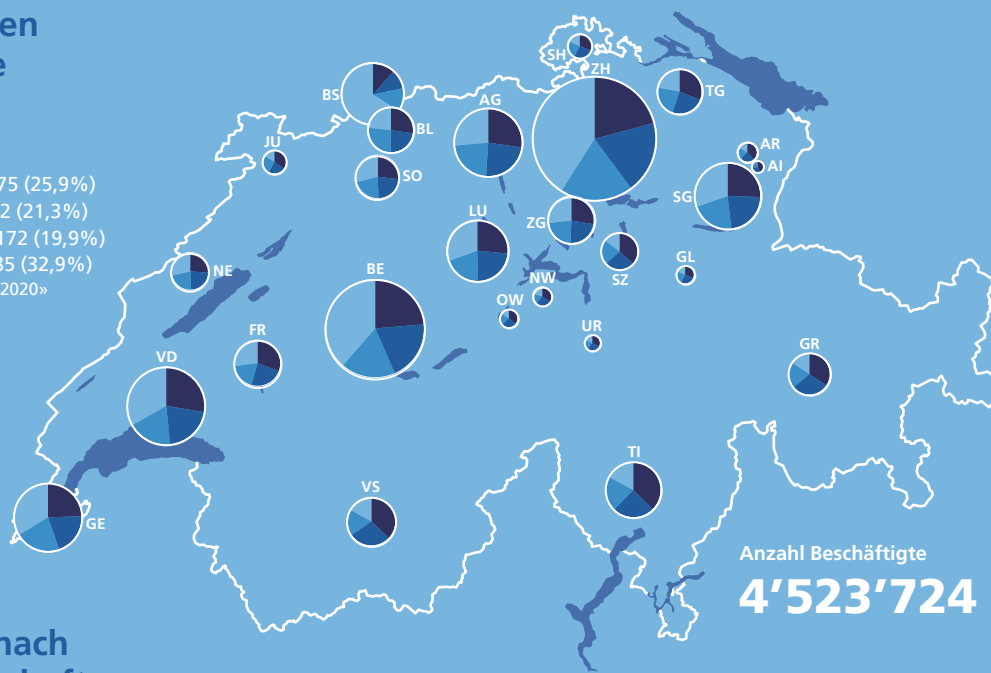 en
e
75 (25,9%)
2 (21,3%)
172 (19,9%)
35 (32,9%)
2020»
SH
ZH
BS
TG
AG
BL
JU
AR
AI
SO
SG
LU
ZG
GL
BE
NE
SZ
NW
OW
FR
UR
GR
VD
TI
VS
GE
Anzahl Beschäftigte
4’523’724
nach